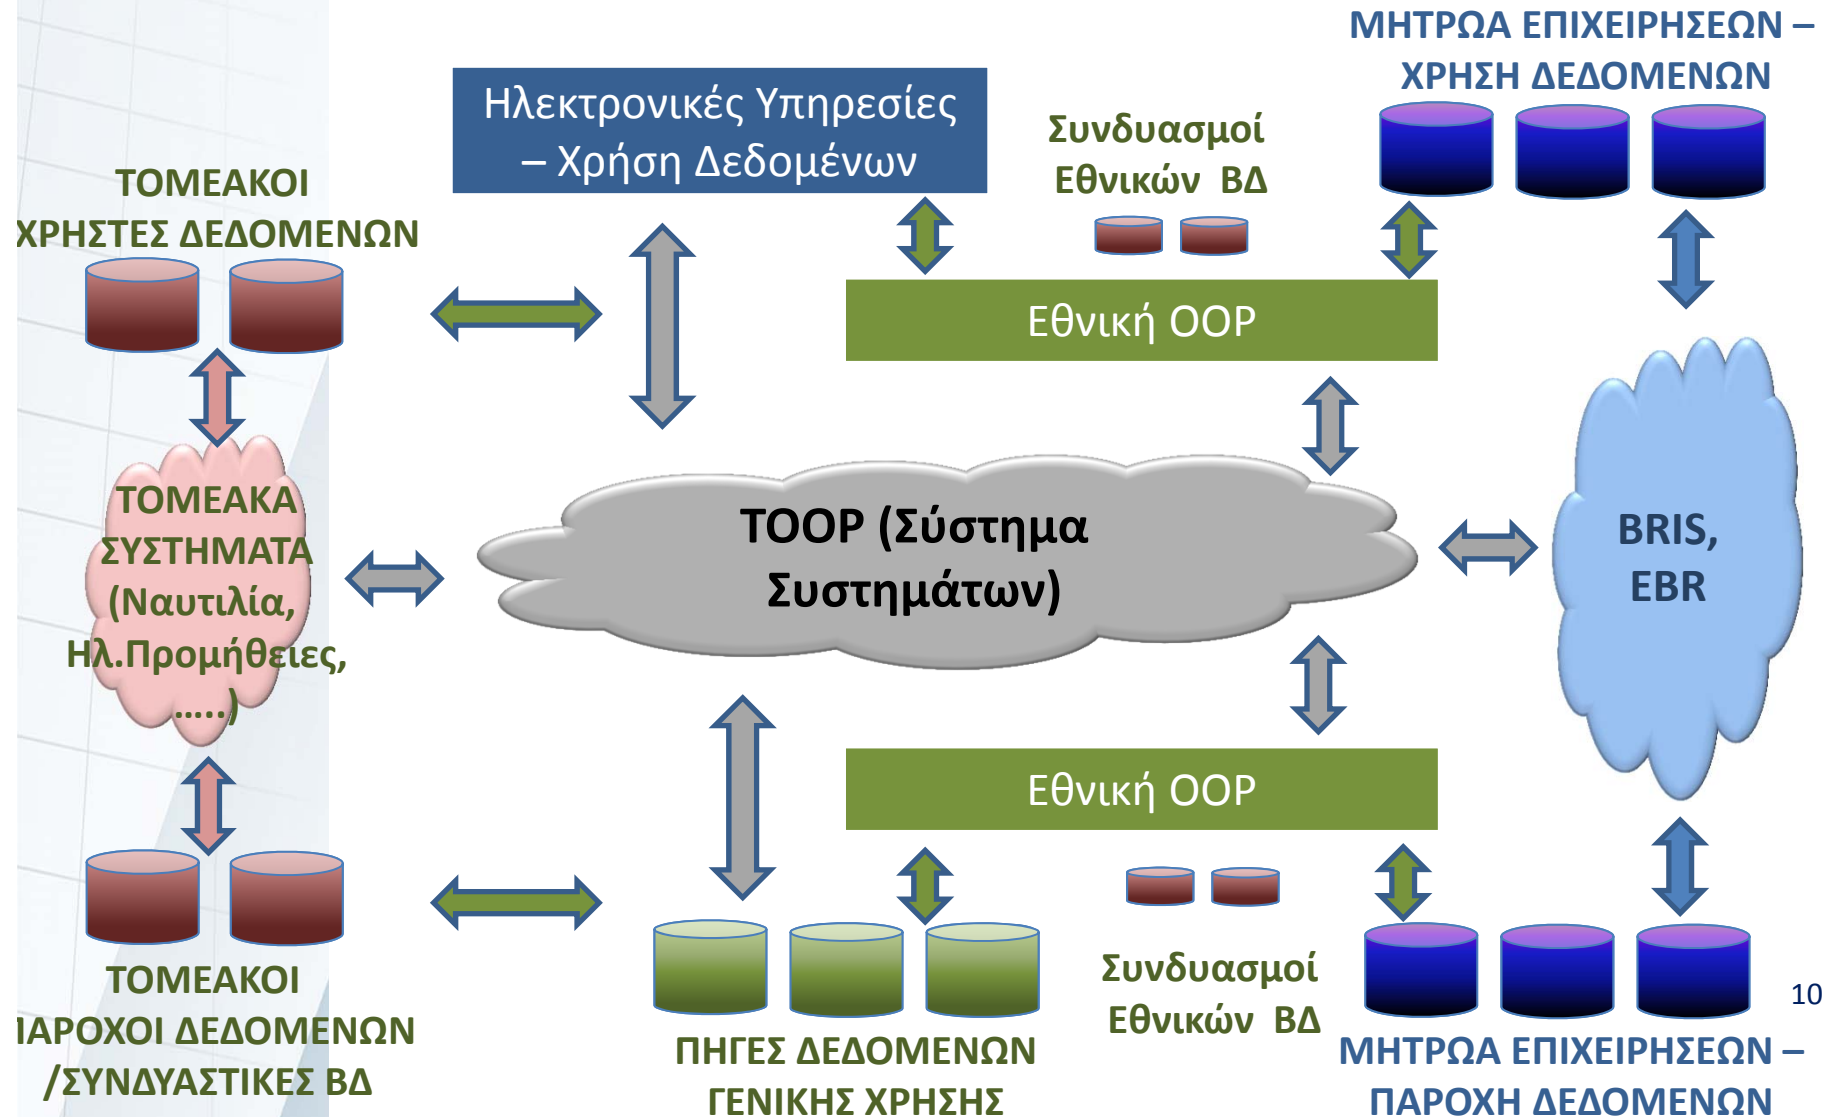 ΜΗΤΡΩΑ ΕΠΙΧΕΙΡΗΣΕΩΝ –
ΧΡΗΣΗ ΔΕΔΟΜΕΝΩΝ
Ηλεκτρονικές Υπηρεσίες
– Χρήση Δεδομένων
Συνδυασμοί
Εθνικών ΒΔ
ΤΟΜΕΑΚΟΙ
ΧΡΗΣΤΕΣ ΔΕΔΟΜΕΝΩΝ
Εθνική OOP
ΤΟΜΕΑΚΑ
ΣΥΣΤΗΜΑΤΑ
(Ναυτιλία,
Ηλ.Προμήθειες,
…..)
TOOP (Σύστημα
Συστημάτων)
BRIS,
EBR
Εθνική OOP
ΤΟΜΕΑΚΟΙ
ΠΑΡΟΧΟΙ ΔΕΔΟΜΕΝΩΝ
/ΣΥΝΔΥΑΣΤΙΚΕΣ ΒΔ
ΠΗΓΕΣ ΔΕΔΟΜΕΝΩΝ
ΓΕΝΙΚΗΣ ΧΡΗΣΗΣ
Συνδυασμοί
Εθνικών ΒΔ
ΜΗΤΡΩΑ ΕΠΙΧΕΙΡΗΣΕΩΝ –
ΠΑΡΟΧΗ ΔΕΔΟΜΕΝΩΝ
10